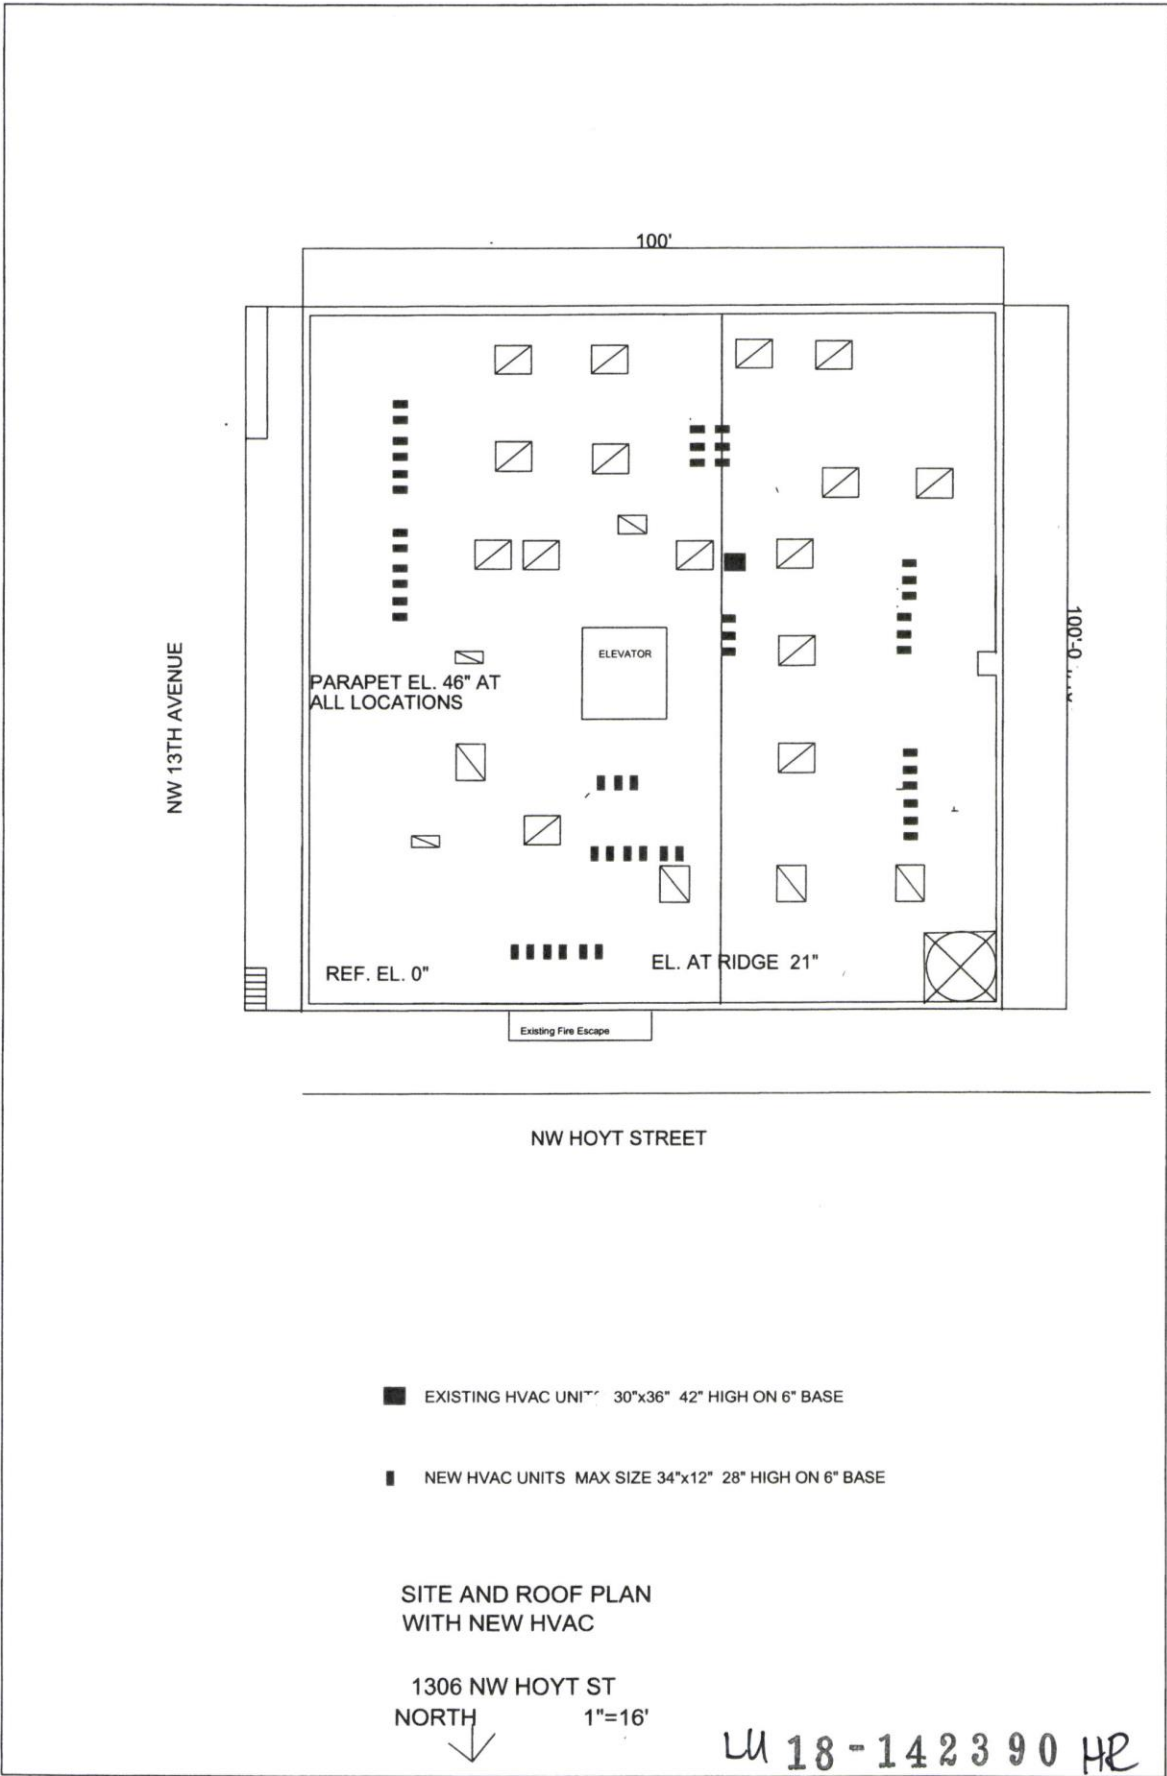 100'
NW 13TH AVENUE
ELEVATOR
100'-0
PARAPET EL. 46" AT
ALL LOCATIONS
REF. EL. 0"
EL. AT RIDGE 21"
Existing Fire Escape
NW HOYT STREET
EXISTING HVAC UNIT 30"x36" 42" HIGH ON 6" BASE
NEW HVAC UNITS MAX SIZE 34"x12" 28" HIGH ON 6" BASE
SITE AND ROOF PLAN
WITH NEW HVAC
1306 NW HOYT ST
NORTH 1"=16'
LU 18-142390 HR